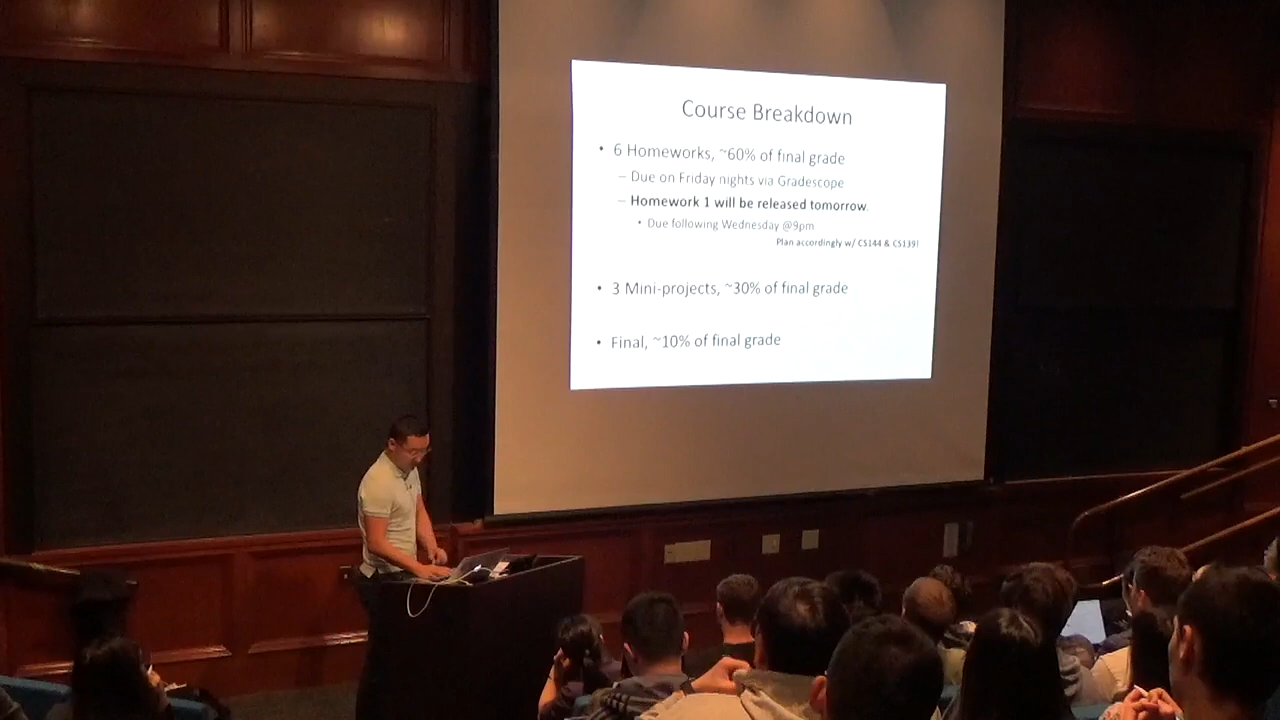 Course Breakdown
• 6 Homeworks, ~60% of final grade
– Due on Friday nights via Gradescope
– Homework 1 will be released tomorrow.
• Due following Wednesday @9pm
Plan accordingly w/ CS144 & CS139!
• 3 Mini-projects, ~30% of final grade
• Final, ~10% of final grade